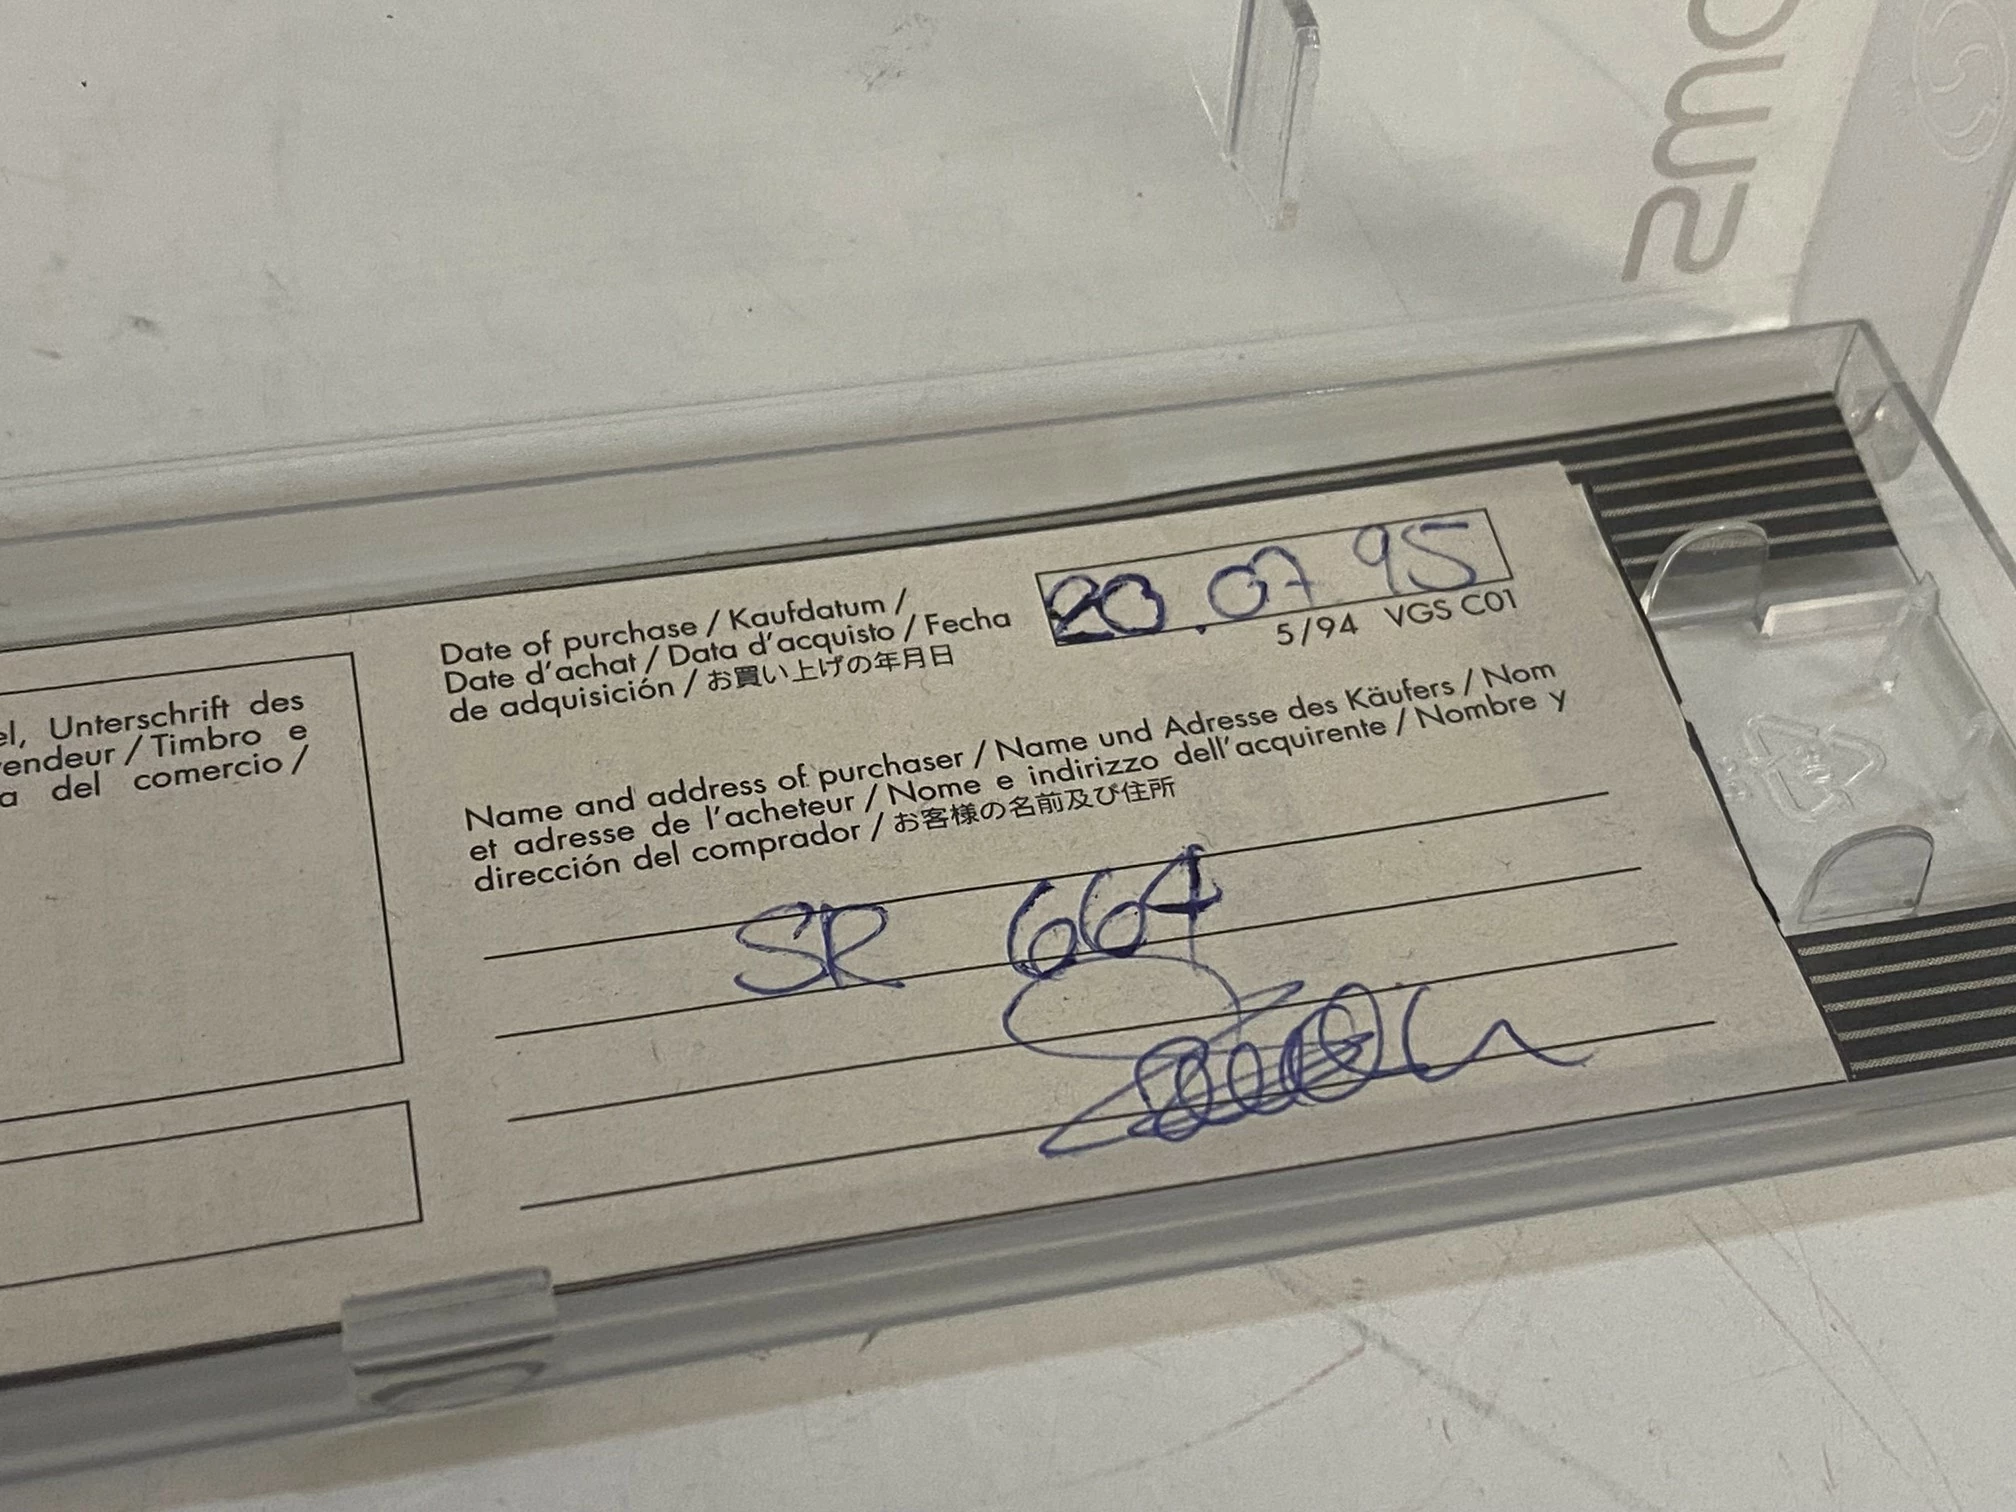 el, Unterschrift des
endeur / Timbro e
a del comercio /
Date of purchase / Kaufdatum /
Date d'achat / Data d'acquisto / Fecha
de adquisición / お買い上げの年月日
20.07 95
5/94 VGS C01
Name and address of purchaser / Name und Adresse des Käufers / Nom
et adresse de l'acheteur / Nome e indirizzo dell'acquirente / Nombre y
dirección del comprador / お客様の名前及び住所
SR 664